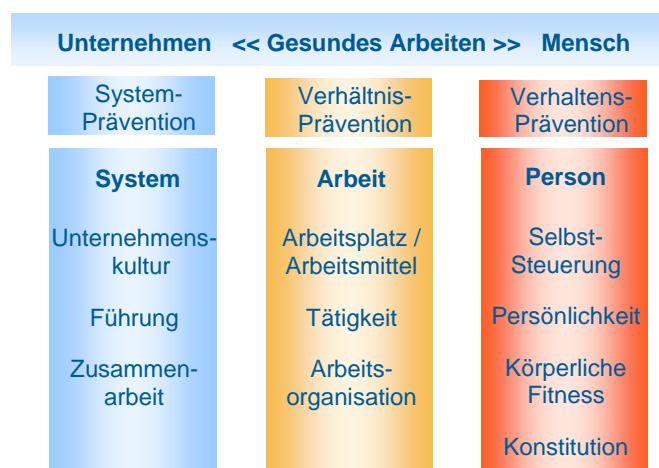 Unternehmen << Gesundes Arbeiten >> Mensch
System-
Prävention
Verhältnis-
Prävention
Verhaltens-
Prävention
System
Unternehmens-
kultur
Führung
Zusammen-
arbeit
Arbeit
Arbeitsplatz /
Arbeitsmittel
Tätigkeit
Arbeits-
organisation
Person
Selbst-
Steuerung
Persönlichkeit
Körperliche
Fitness
Konstitution